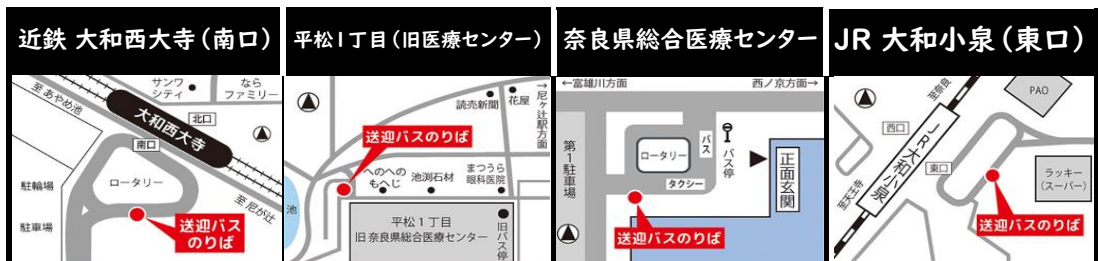 近鉄 大和西大寺(南口)
サンワ
シティ
なら
ファミリー
至あやめ池
大和西大寺
北口
南口
ロータリー
駐輪場
駐車場
至尼が辻
送迎バス
のりば
平松1丁目(旧医療センター)
送迎バスのりば
読売新聞
花屋
→尼ヶ辻駅方面
へのへの
もへじ
池渕石材
まつうら
眼科医院
池
平松1丁目
旧奈良県総合医療センター
旧バス停
奈良県総合医療センター
←富雄川方面
西ノ京方面→
第1駐車場
ロータリー
バス
バス停
タクシー
正面玄関
送迎バスのりば
JR 大和小泉(東口)
至奈良
PAO
西口
JR大和小泉
東口
ラッキー
(スーパー)
至天王寺
送迎バスのりば